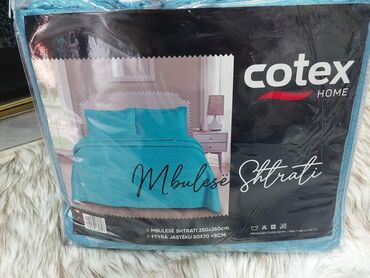 cotex
HOME
Mbulesë Shtrati
MBULESË SHTRATI 250x260cm.
FTYRA JASTËKU 50X70 +5CM